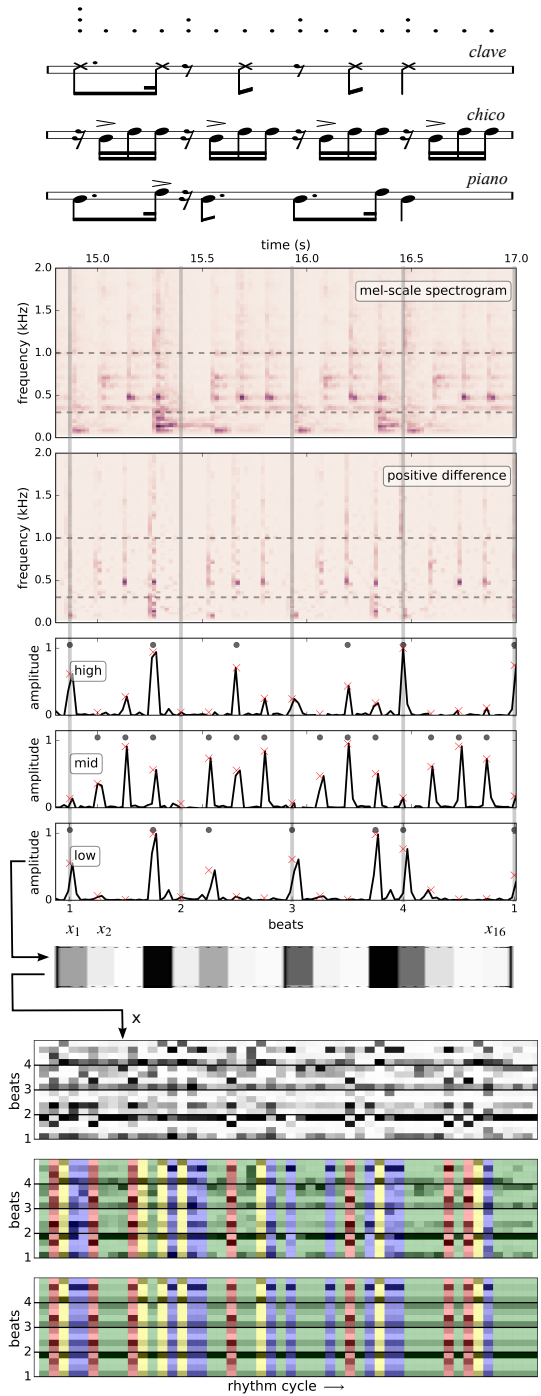 clave
chico
piano
time (s)
15.0 15.5 16.0 16.5 17.0
2.0
mel-scale spectrogram
1.5
1.0
0.5
0.0
frequency (kHz)
2.0
positive difference
1.5
1.0
0.5
0.0
frequency (kHz)
1
high
0
amplitude
1
mid
0
amplitude
1
low
0
amplitude
1 2 3 4 1
beats
x1 x2 x16
x
4
3
2
1
beats
4
3
2
1
beats
4
3
2
1
beats
rhythm cycle →